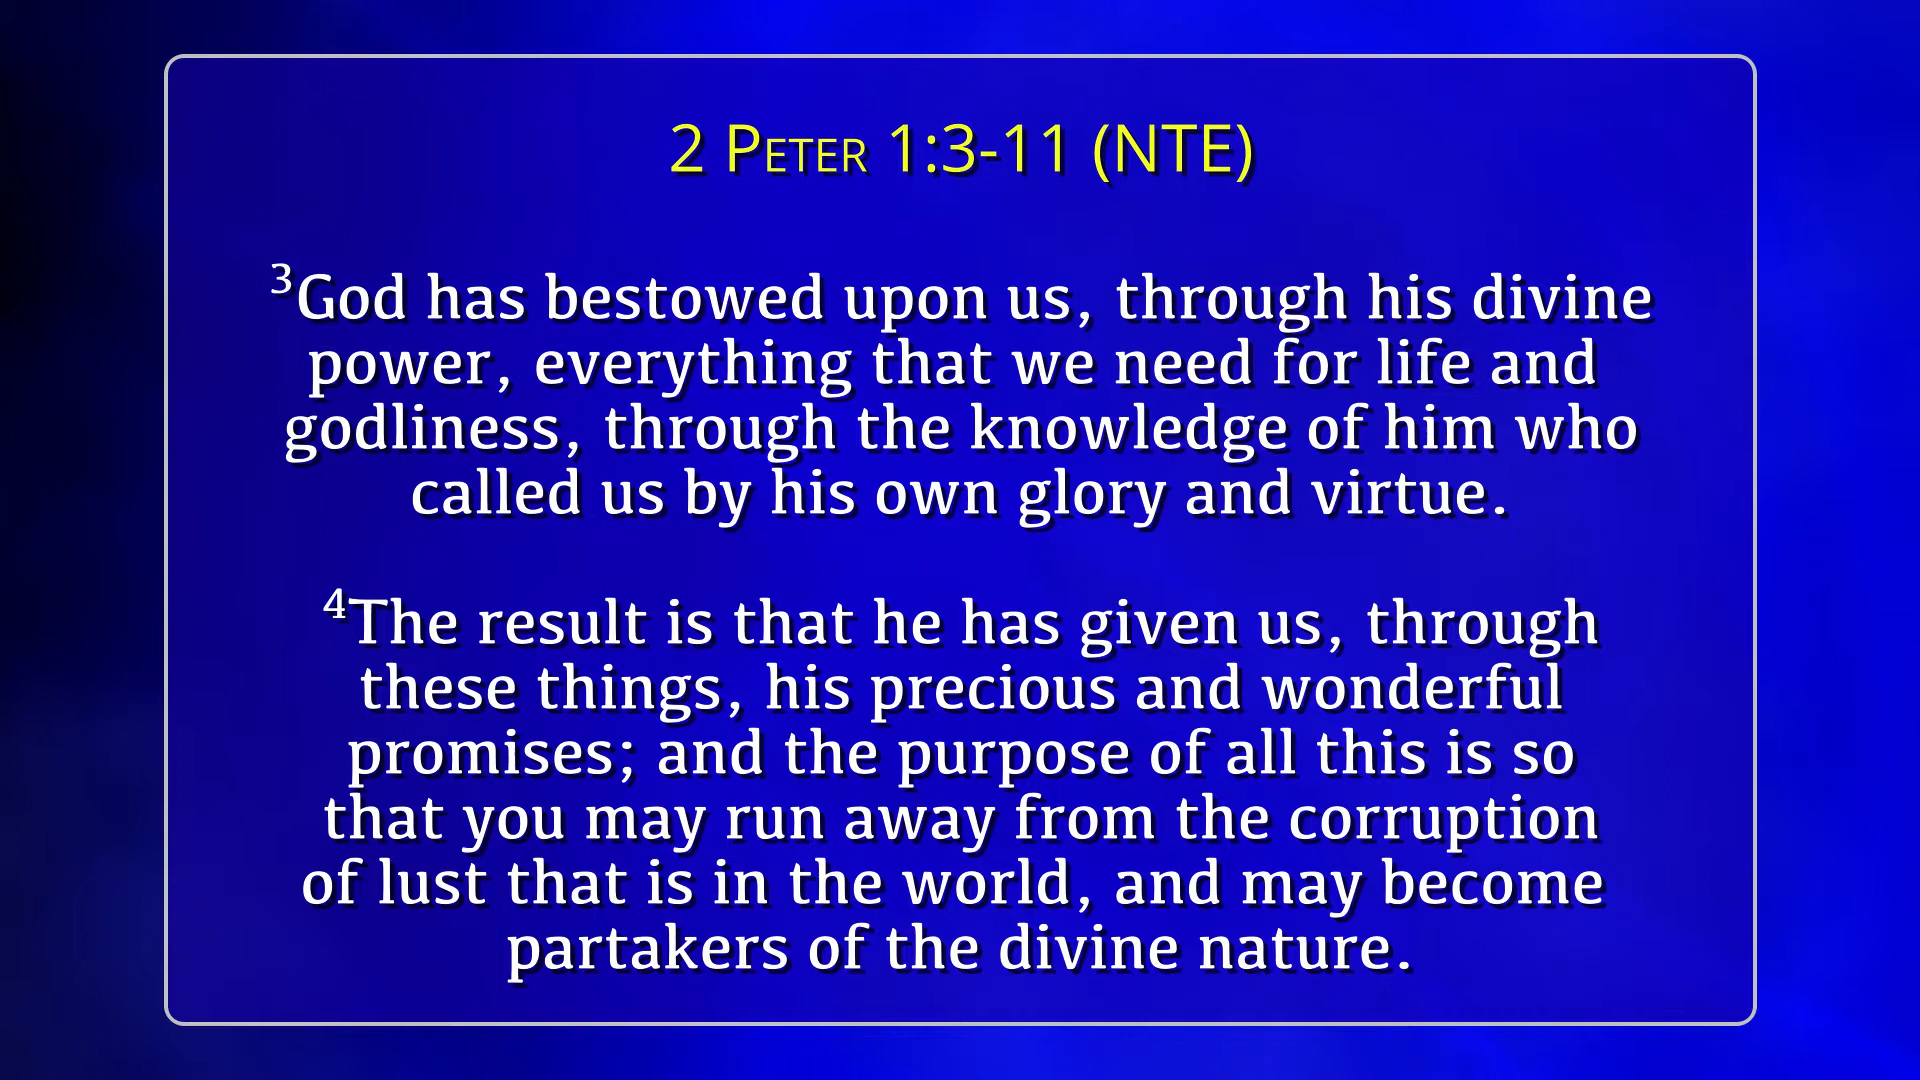 2 Peter 1:3-11 (NTE)
3God has bestowed upon us, through his divine
power, everything that we need for life and
godliness, through the knowledge of him who
called us by his own glory and virtue.
4The result is that he has given us, through
these things, his precious and wonderful
promises; and the purpose of all this is so
that you may run away from the corruption
of lust that is in the world, and may become
partakers of the divine nature.